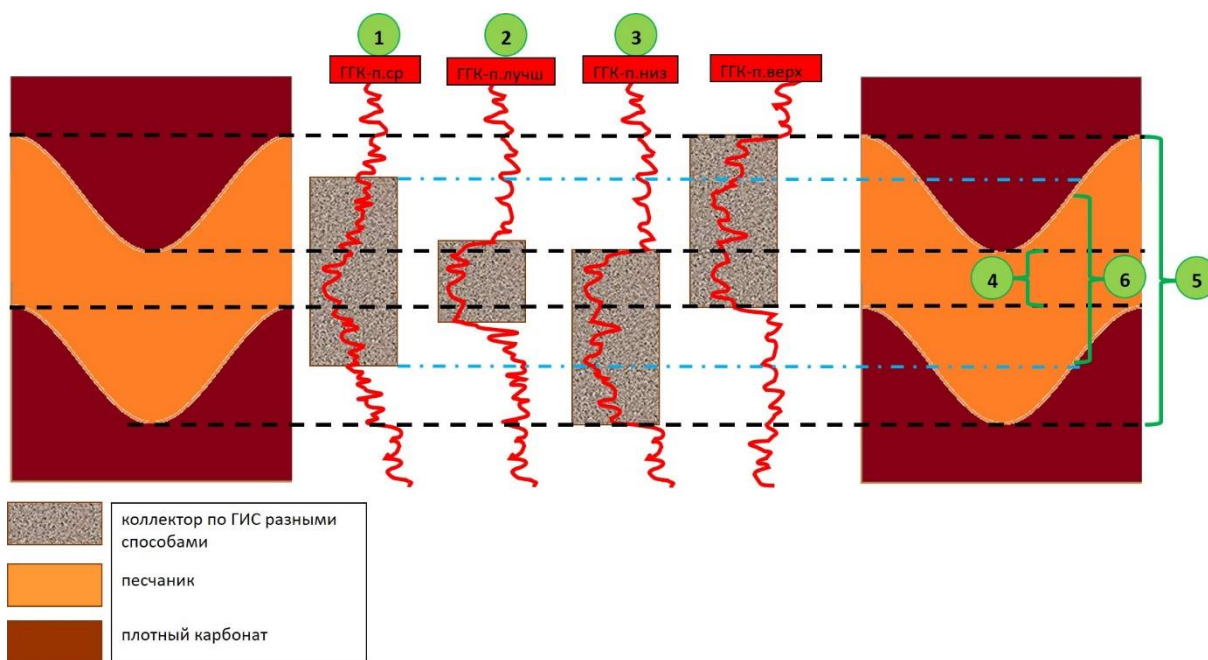 1
2
3
ГГК-п.ср
ГГК-п.лучш
ГГК-п.низ
ГГК-п.верх
4
6
5
коллектор по ГИС разными
способами
песчаник
плотный карбонат